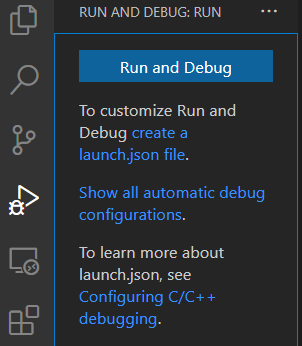 RUN AND DEBUG: RUN ···
Run and Debug
To customize Run and
Debug create a
launch.json file.
Show all automatic debug
configurations.
To learn more about
launch.json, see
Configuring C/C++
debugging.